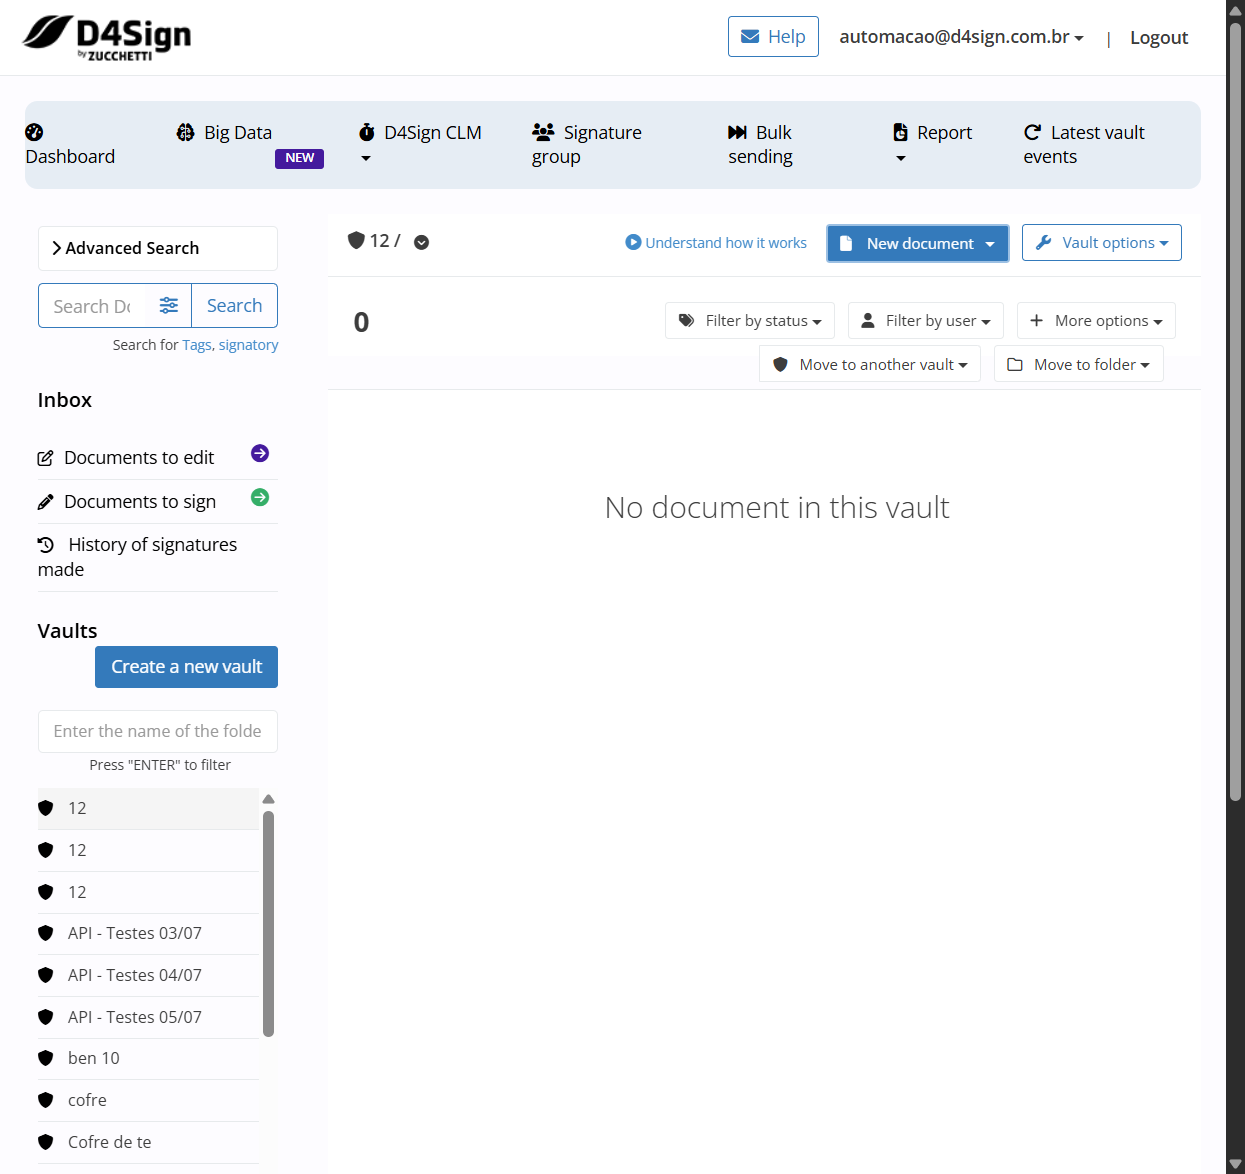 D4Sign
by ZUCCHETTI
Help
automacao@d4sign.com.br
|
Logout
Dashboard
Big Data
NEW
D4Sign CLM
Signature
group
Bulk
sending
Report
Latest vault
events
Advanced Search
Search Do
Search
Search for Tags, signatory
Inbox
Documents to edit
Documents to sign
History of signatures
made
Vaults
Create a new vault
Enter the name of the folde
Press "ENTER" to filter
12
12
12
API - Testes 03/07
API - Testes 04/07
API - Testes 05/07
ben 10
cofre
Cofre de te
12 /
Understand how it works
New document
Vault options
0
Filter by status
Filter by user
More options
Move to another vault
Move to folder
No document in this vault